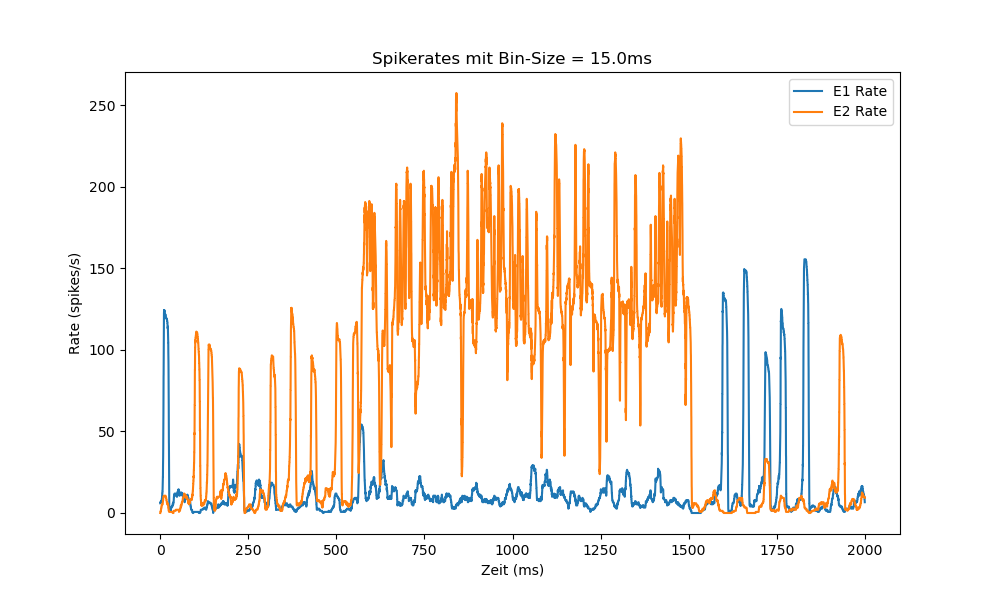 Spikerates mit Bin-Size = 15.0ms
E1 Rate
E2 Rate
Rate (spikes/s)
250
200
150
100
50
0
0 250 500 750 1000 1250 1500 1750 2000
Zeit (ms)